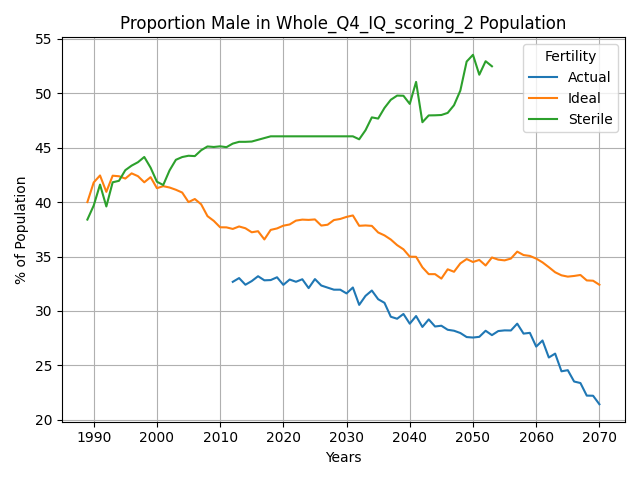 Proportion Male in Whole_Q4_IQ_scoring_2 Population
55
50
45
40
35
30
25
20
% of Population
Fertility
Actual
Ideal
Sterile
1990 2000 2010 2020 2030 2040 2050 2060 2070
Years